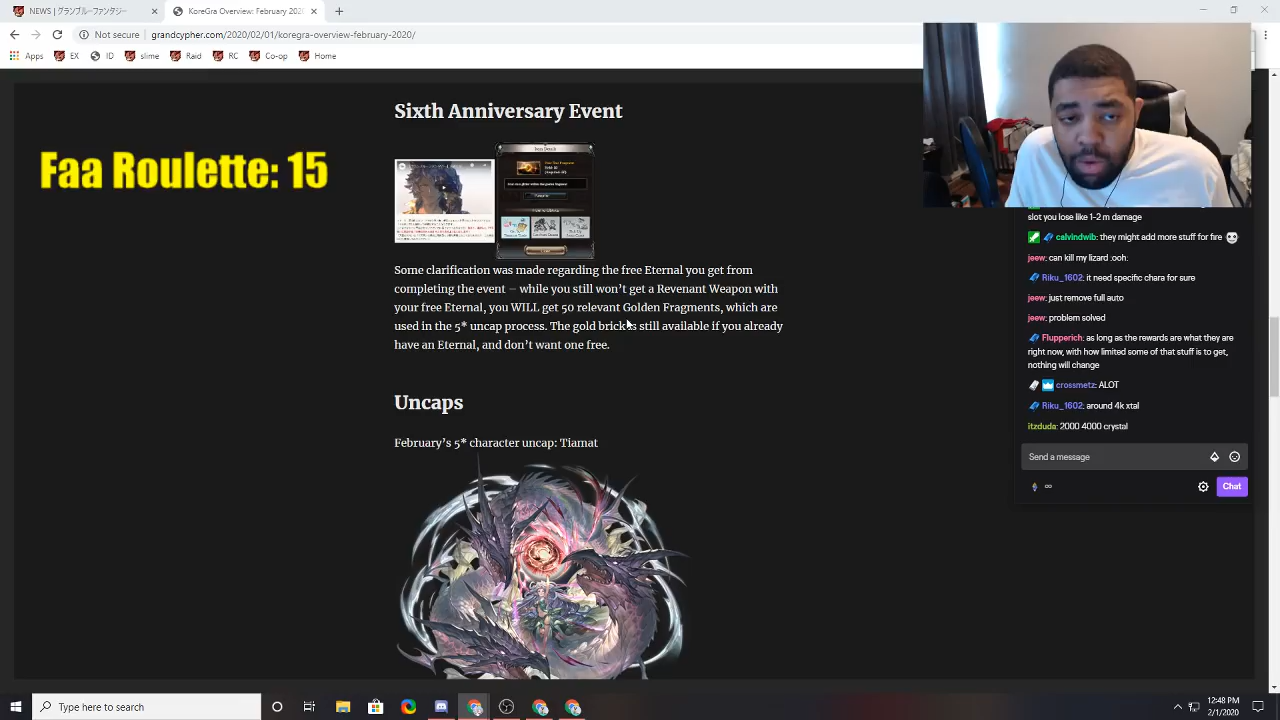 NEWS | グランブルーファンタジー
KoreGra Overview: February 2020
Not secure
grandcypher.com/
-overview-february-2020/
Apps EX ID slime Raid RC Co-op Home
Sixth Anniversary Event
Faa Roulette: 15
Some clarification was made regarding the free Eternal you get from
completing the event – while you still won't get a Revenant Weapon with
your free Eternal, you WILL get 50 relevant Golden Fragments, which are
used in the 5* uncap process. The gold brick is still available if you already
have an Eternal, and don't want one free.
Uncaps
February's 5* character uncap: Tiamat
slot you lose like 1-2 m damage
calvindwib: they might add more stuff for fire
jeew: can kill my lizard .ooh:
Riku_1602: it need specific chara for sure
jeew: just remove full auto
jeew: problem solved
Flupperich: as long as the rewards are what they are
right now, with how limited some of that stuff is to get,
nothing will change
crossmetz: ALOT
Riku_1602: around 4k xtal
itzduda: 2000 4000 crystal
Send a message
∞
Chat
Type here to search
12:48 PM
2/1/2020